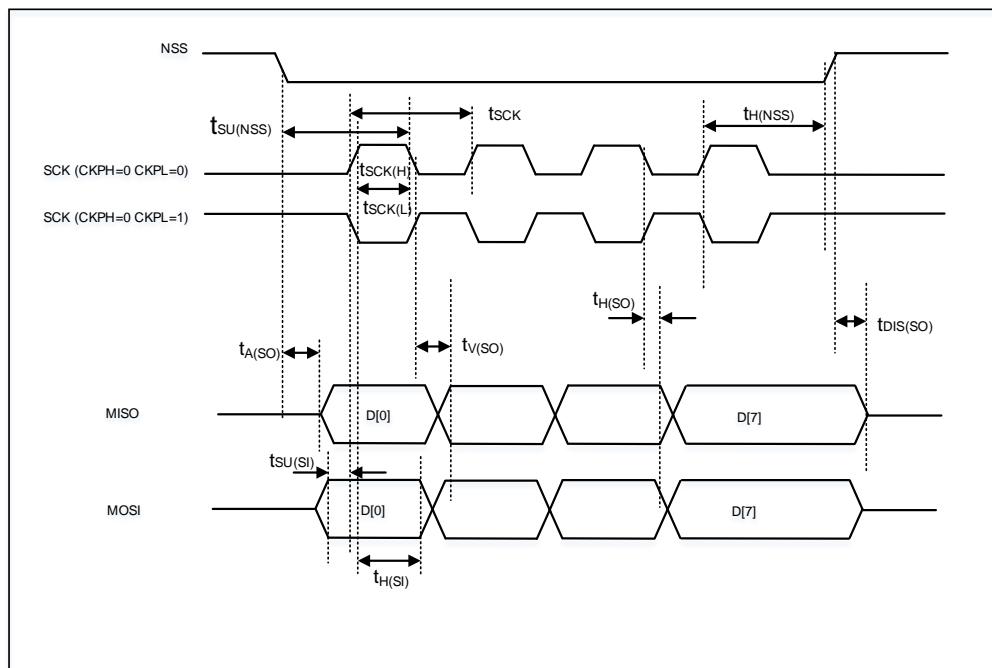 NSS
tSCK
tSU(NSS)
tH(NSS)
SCK (CKPH=0 CKPL=0)
tSCK(H)
tSCK(L)
SCK (CKPH=0 CKPL=1)
tH(SO)
tDIS(SO)
tA(SO)
tV(SO)
MISO
D[0]
D[7]
tSU(SI)
MOSI
D[0]
D[7]
tH(SI)